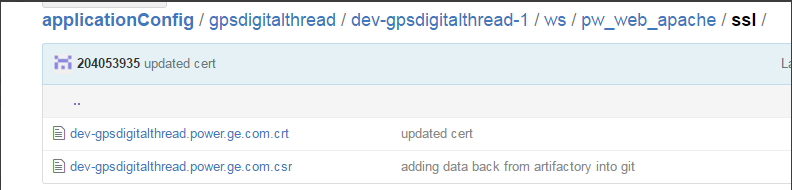 applicationConfig / gpsdigitalthread / dev-gpsdigitalthread-1 / ws / pw_web_apache / ssl /
204053935 updated cert
..
dev-gpsdigitalthread.power.ge.com.crt updated cert
dev-gpsdigitalthread.power.ge.com.csr adding data back from artifactory into git